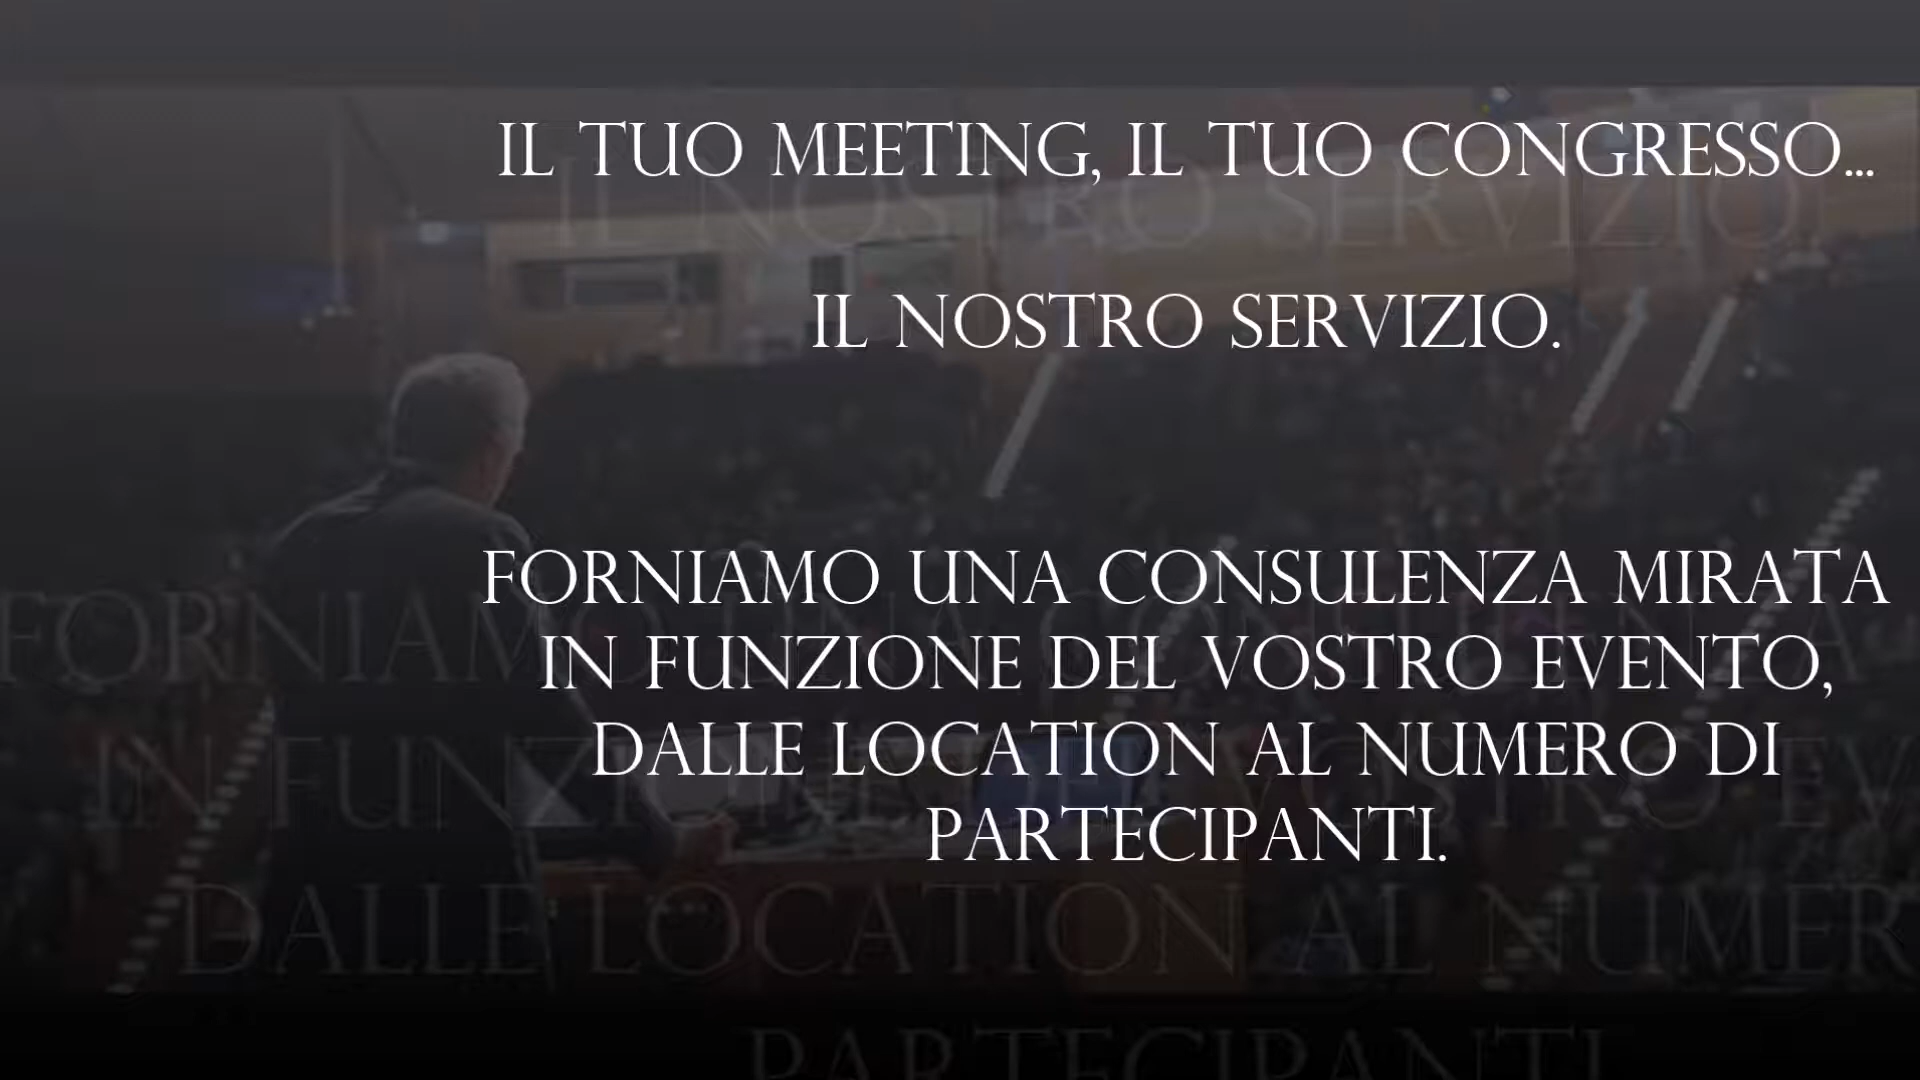 IL TUO MEETING, IL TUO CONGRESSO...
IL NOSTRO SERVIZIO.
FORNIAMO UNA CONSULENZA MIRATA
IN FUNZIONE DEL VOSTRO EVENTO,
DALLE LOCATION AL NUMERO DI
PARTECIPANTI.